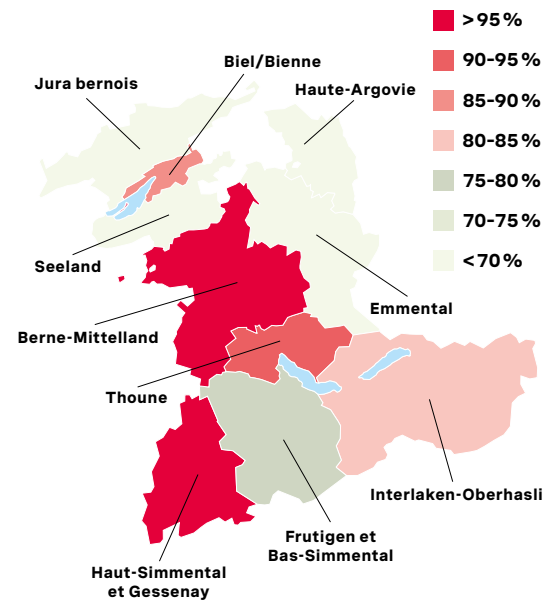 >95 %
90-95 %
85-90 %
80-85 %
75-80 %
70-75 %
<70 %
Biel/Bienne
Jura bernois
Haute-Argovie
Seeland
Emmental
Berne-Mittelland
Thoune
Interlaken-Oberhasli
Frutigen et
Bas-Simmental
Haut-Simmental
et Gessenay